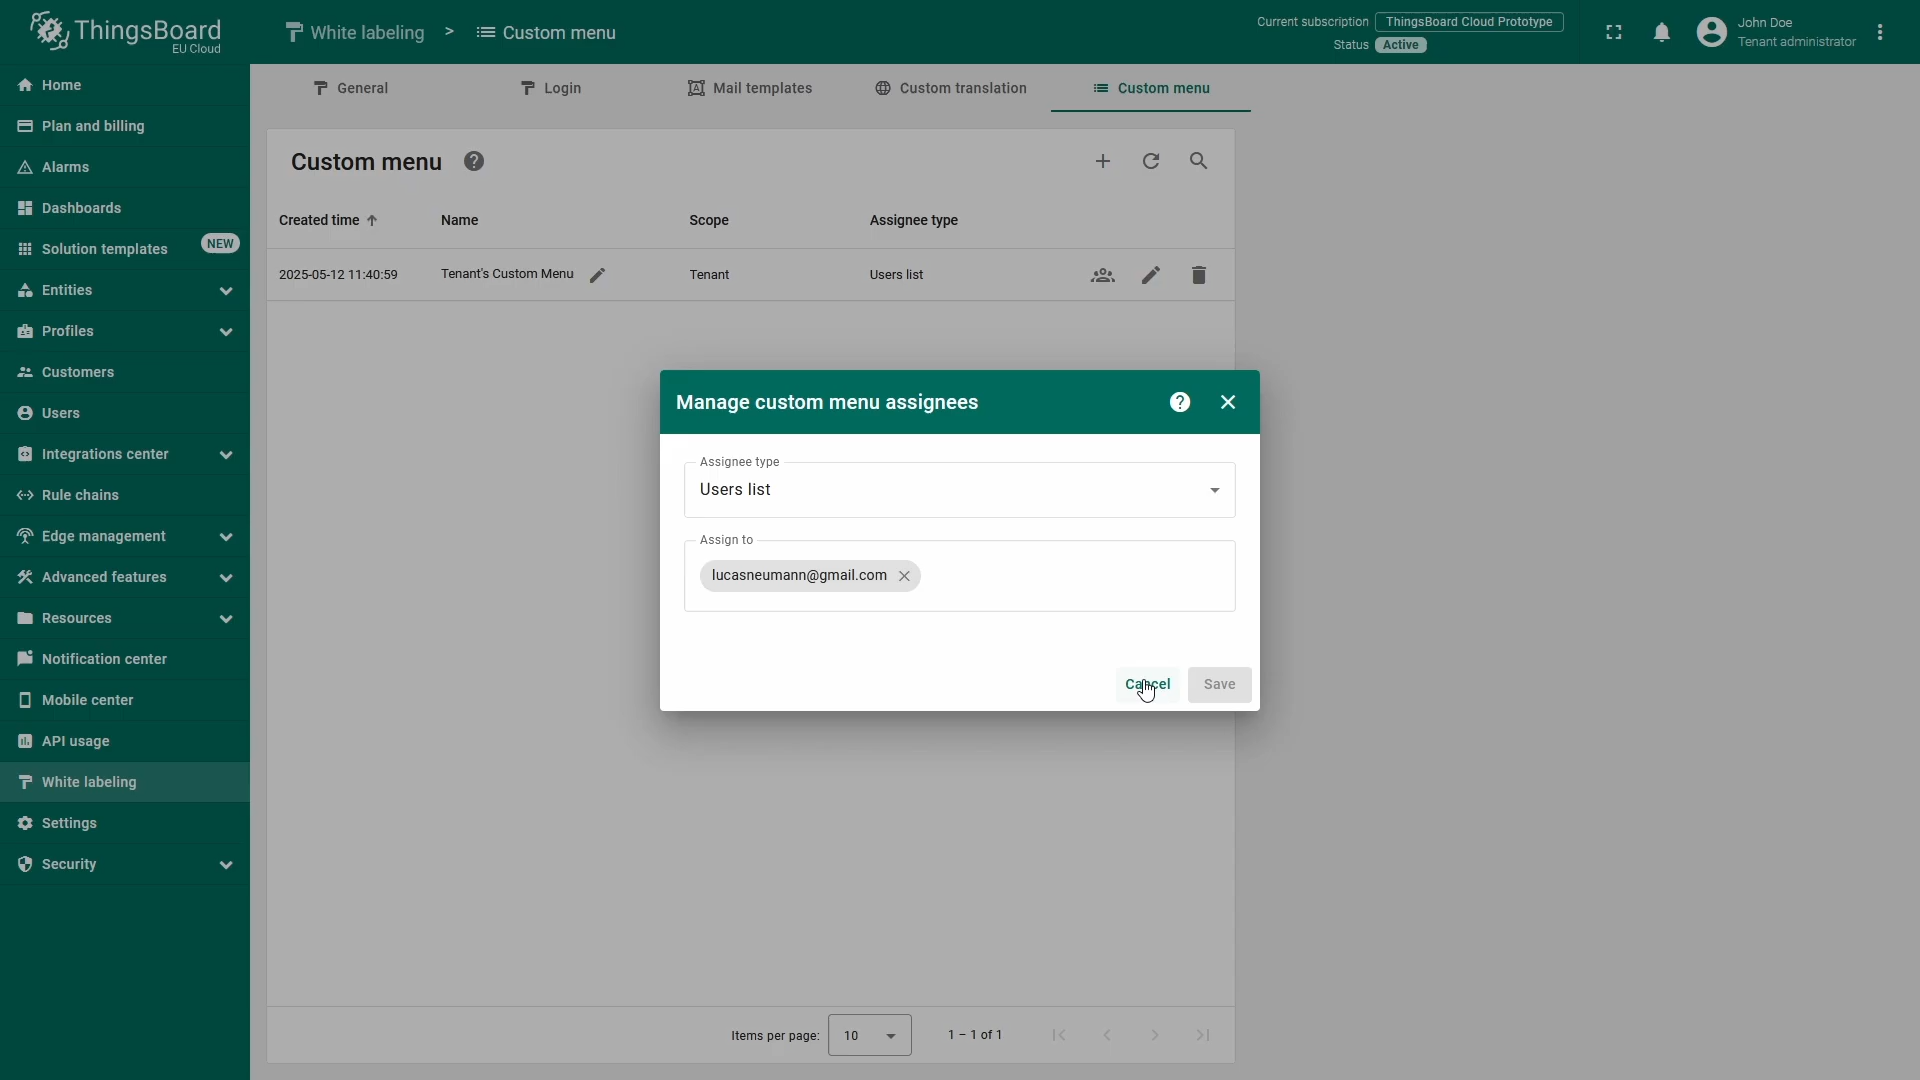 ThingsBoard
EU Cloud
White labeling > Custom menu
Current subscription ThingsBoard Cloud Prototype
Status Active
John Doe
Tenant administrator
Home
Plan and billing
Alarms
Dashboards
Solution templates NEW
Entities
Profiles
Customers
Users
Integrations center
Rule chains
Edge management
Advanced features
Resources
Notification center
Mobile center
API usage
White labeling
Settings
Security
General Login Mail templates Custom translation Custom menu
Custom menu
Created time Name Scope Assignee type
2025-05-12 11:40:59 Tenant's Custom Menu Tenant Users list
Manage custom menu assignees
Assignee type
Users list
Assign to
lucasneumann@gmail.com
Cancel Save
Items per page: 10 1 – 1 of 1